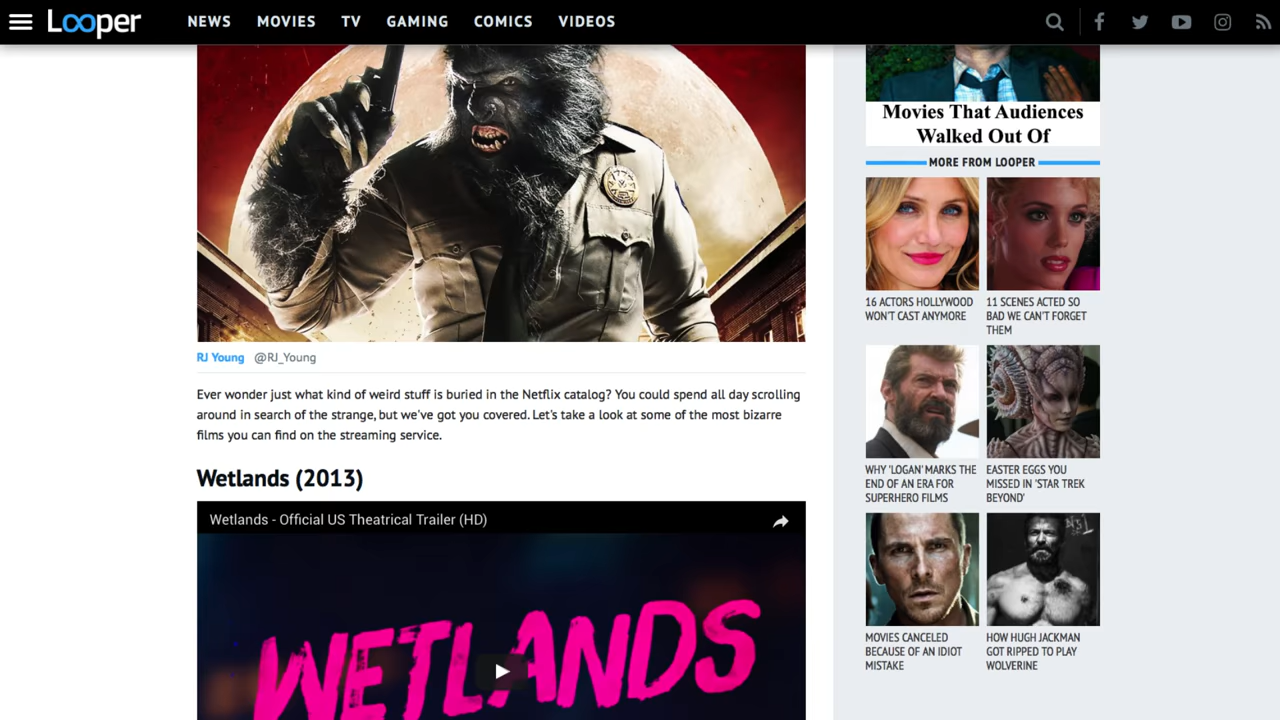 Looper
NEWS
MOVIES
TV
GAMING
COMICS
VIDEOS
RJ Young @RJ_Young
Ever wonder just what kind of weird stuff is buried in the Netflix catalog? You could spend all day scrolling
around in search of the strange, but we've got you covered. Let's take a look at some of the most bizarre
films you can find on the streaming service.
Wetlands (2013)
Wetlands - Official US Theatrical Trailer (HD)
WETLANDS
Movies That Audiences
Walked Out Of
MORE FROM LOOPER
16 ACTORS HOLLYWOOD
WON'T CAST ANYMORE
11 SCENES ACTED SO
BAD WE CAN'T FORGET
THEM
WHY 'LOGAN' MARKS THE
END OF AN ERA FOR
SUPERHERO FILMS
EASTER EGGS YOU
MISSED IN 'STAR TREK
BEYOND'
MOVIES CANCELED
BECAUSE OF AN IDIOT
MISTAKE
HOW HUGH JACKMAN
GOT RIPPED TO PLAY
WOLVERINE